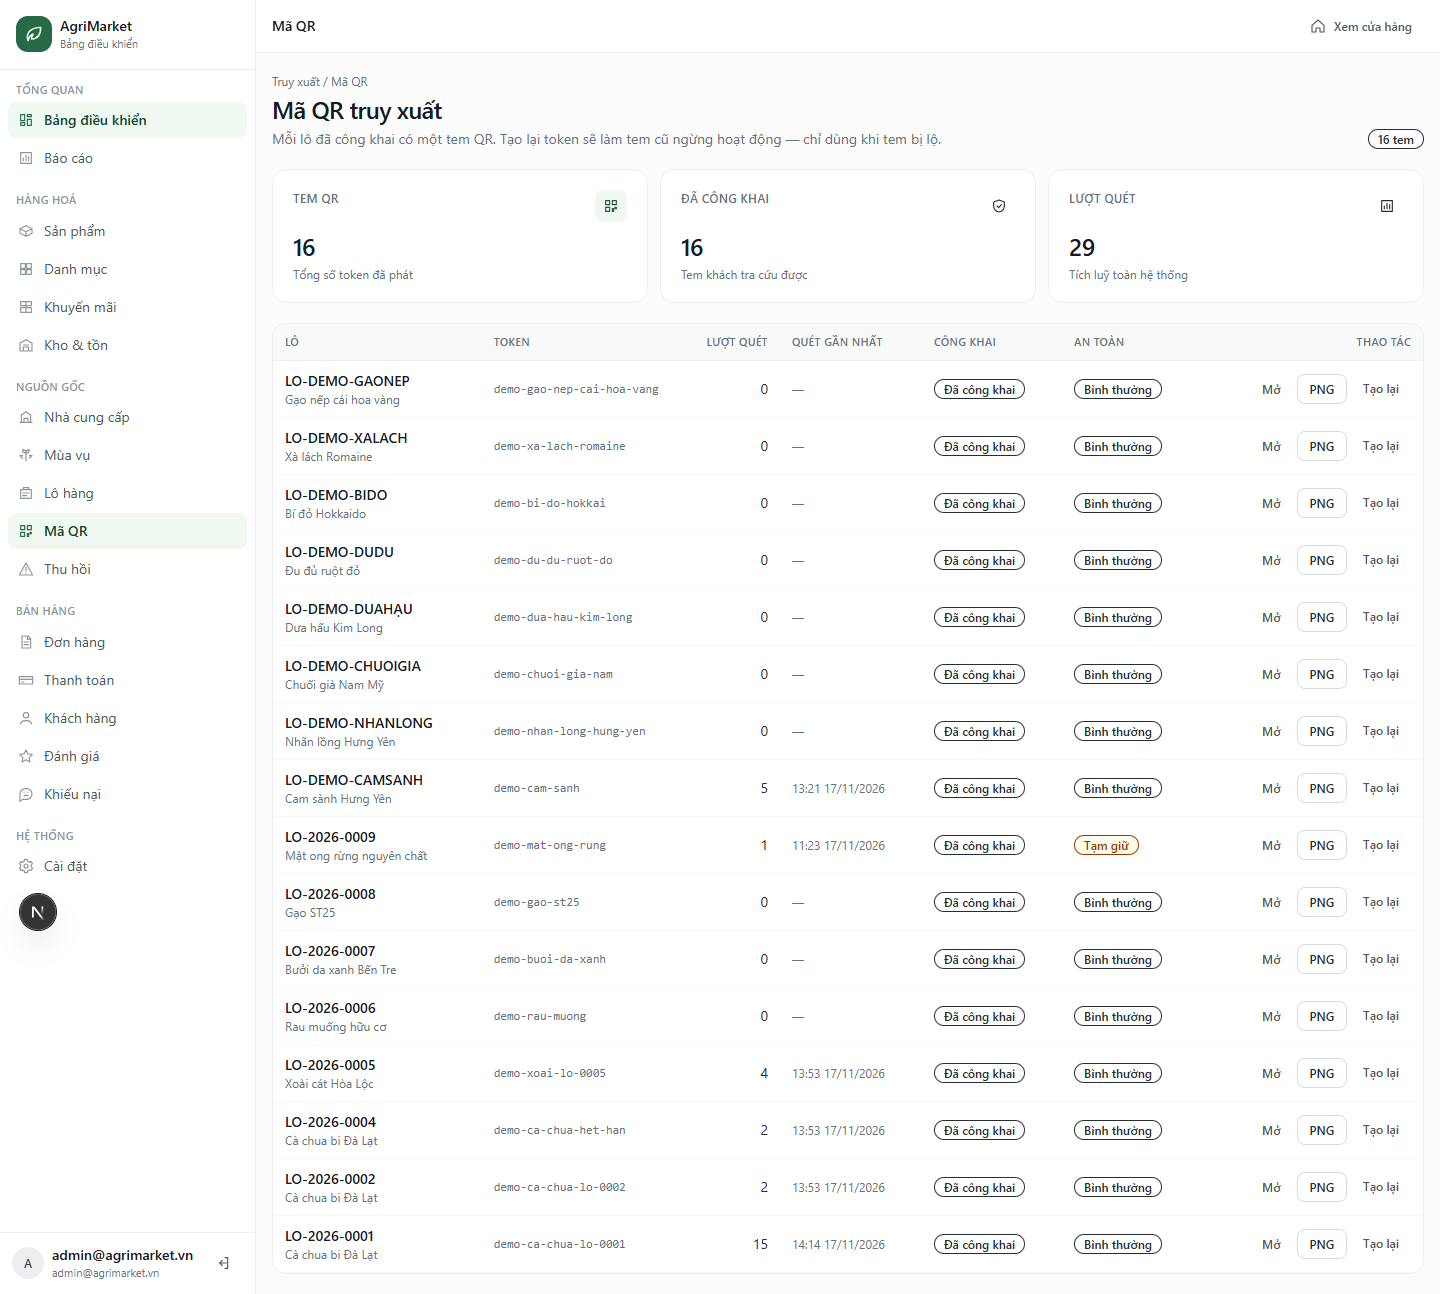 AgriMarket
Bảng điều khiển
TỔNG QUAN
Bảng điều khiển
Báo cáo
HÀNG HOÁ
Sản phẩm
Danh mục
Khuyến mãi
Kho & tồn
NGUỒN GỐC
Nhà cung cấp
Mùa vụ
Lô hàng
Mã QR
Thu hồi
BÁN HÀNG
Đơn hàng
Thanh toán
Khách hàng
Đánh giá
Khiếu nại
HỆ THỐNG
Cài đặt
N
A
admin@agrimarket.vn
admin@agrimarket.vn
Mã QR
Xem cửa hàng
Truy xuất / Mã QR
Mã QR truy xuất
Mỗi lô đã công khai có một tem QR. Tạo lại token sẽ làm tem cũ ngừng hoạt động — chỉ dùng khi tem bị lộ.
16 tem
TEM QR
16
Tổng số token đã phát
ĐÃ CÔNG KHAI
16
Tem khách tra cứu được
LƯỢT QUÉT
29
Tích luỹ toàn hệ thống
LÔ TOKEN LƯỢT QUÉT QUÉT GẦN NHẤT CÔNG KHAI AN TOÀN THAO TÁC
LO-DEMO-GAONEP demo-gao-nep-cai-hoa-vang 0 — Đã công khai Bình thường Mở PNG Tạo lại
Gạo nếp cái hoa vàng
LO-DEMO-XALACH demo-xa-lach-romaine 0 — Đã công khai Bình thường Mở PNG Tạo lại
Xà lách Romaine
LO-DEMO-BIDO demo-bi-do-hokkai 0 — Đã công khai Bình thường Mở PNG Tạo lại
Bí đỏ Hokkaido
LO-DEMO-DUDU demo-du-du-ruot-do 0 — Đã công khai Bình thường Mở PNG Tạo lại
Đu đủ ruột đỏ
LO-DEMO-DUAHẠU demo-dua-hau-kim-long 0 — Đã công khai Bình thường Mở PNG Tạo lại
Dưa hấu Kim Long
LO-DEMO-CHUOIGIA demo-chuoi-gia-nam 0 — Đã công khai Bình thường Mở PNG Tạo lại
Chuối già Nam Mỹ
LO-DEMO-NHANLONG demo-nhan-long-hung-yen 0 — Đã công khai Bình thường Mở PNG Tạo lại
Nhãn lồng Hưng Yên
LO-DEMO-CAMSANH demo-cam-sanh 5 13:21 17/11/2026 Đã công khai Bình thường Mở PNG Tạo lại
Cam sành Hưng Yên
LO-2026-0009 demo-mat-ong-rung 1 11:23 17/11/2026 Đã công khai Tạm giữ Mở PNG Tạo lại
Mật ong rừng nguyên chất
LO-2026-0008 demo-gao-st25 0 — Đã công khai Bình thường Mở PNG Tạo lại
Gạo ST25
LO-2026-0007 demo-buoi-da-xanh 0 — Đã công khai Bình thường Mở PNG Tạo lại
Bưởi da xanh Bến Tre
LO-2026-0006 demo-rau-muong 0 — Đã công khai Bình thường Mở PNG Tạo lại
Rau muống hữu cơ
LO-2026-0005 demo-xoai-lo-0005 4 13:53 17/11/2026 Đã công khai Bình thường Mở PNG Tạo lại
Xoài cát Hòa Lộc
LO-2026-0004 demo-ca-chua-het-han 2 13:53 17/11/2026 Đã công khai Bình thường Mở PNG Tạo lại
Cà chua bi Đà Lạt
LO-2026-0002 demo-ca-chua-lo-0002 2 13:53 17/11/2026 Đã công khai Bình thường Mở PNG Tạo lại
Cà chua bi Đà Lạt
LO-2026-0001 demo-ca-chua-lo-0001 15 14:14 17/11/2026 Đã công khai Bình thường Mở PNG Tạo lại
Cà chua bi Đà Lạt